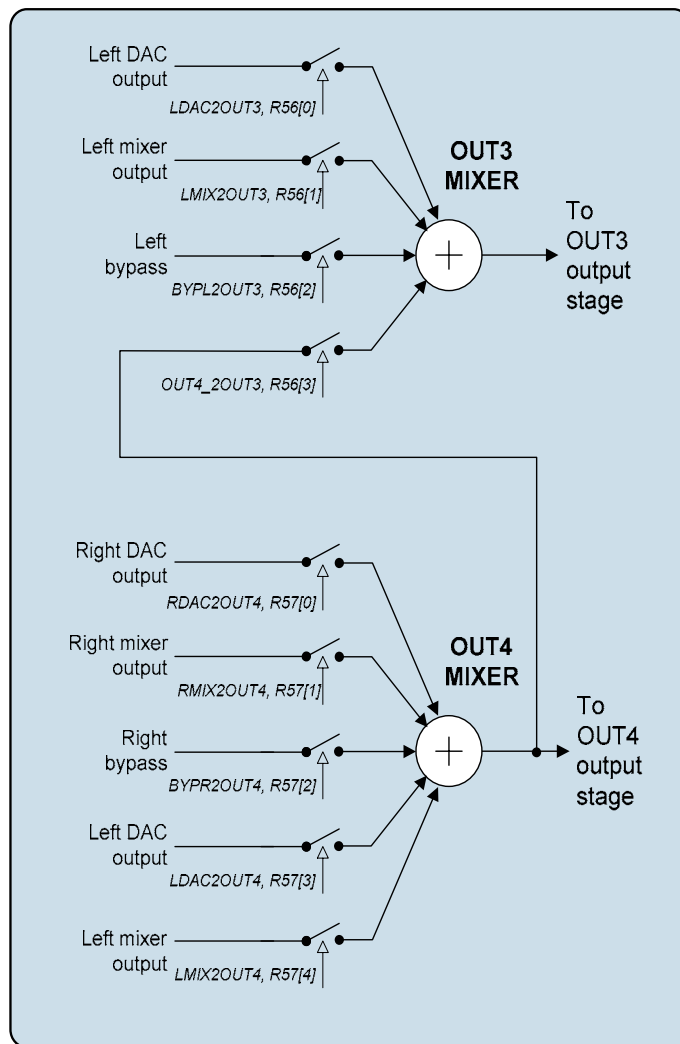 Left DAC
output
LDAC2OUT3, R56[0]
Left mixer
output
LMIX2OUT3, R56[1]
OUT3
MIXER
Left
bypass
BYPL2OUT3, R56[2]
To
OUT3
output
stage
OUT4_2OUT3, R56[3]
Right DAC
output
RDAC2OUT4, R57[0]
Right mixer
output
RMIX2OUT4, R57[1]
OUT4
MIXER
Right
bypass
BYPR2OUT4, R57[2]
To
OUT4
output
stage
Left DAC
output
LDAC2OUT4, R57[3]
Left mixer
output
LMIX2OUT4, R57[4]